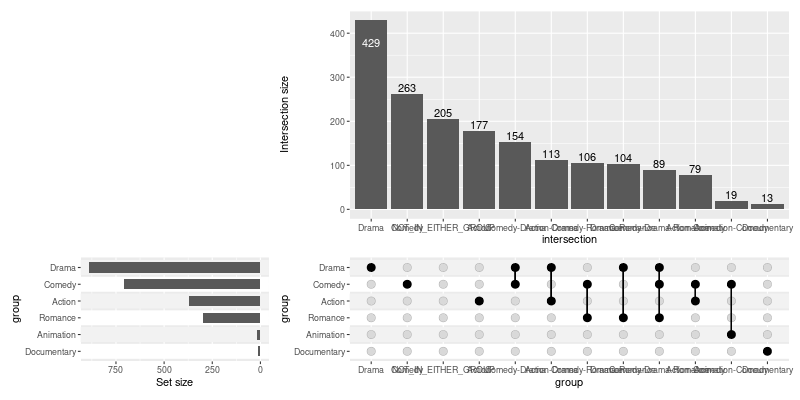 400
300
200
100
0
Intersection size
429
263
205
177
154
113
106
104
89
79
19
13
Drama
intersection
group
Drama
Comedy
Action
Romance
Animation
Documentary
750
500
250
0
Set size
group
Drama
Comedy
Action
Romance
Animation
Documentary
Drama
group